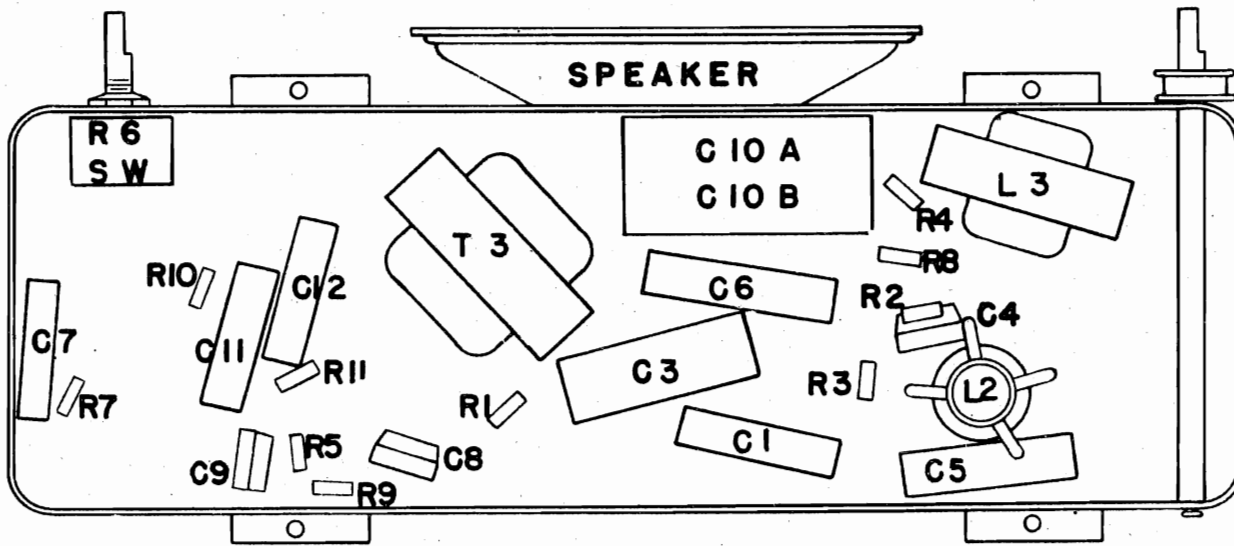 SPEAKER
R6
SW
C10A
C10B
L3
R4
T3
R8
R10
C12
C6
R2
C4
C7
C11
R11
C3
R3
L2
R7
R1
C1
C9
R5
C8
C5
R9